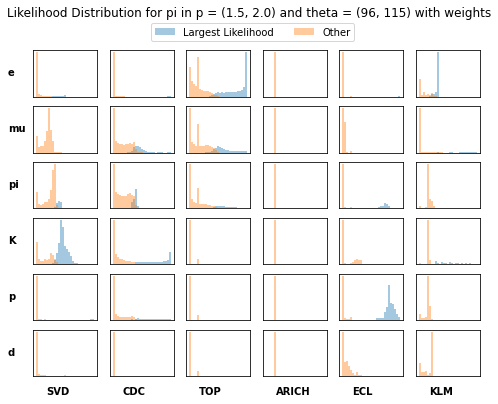 Likelihood Distribution for pi in p = (1.5, 2.0) and theta = (96, 115) with weights
Largest Likelihood Other
e
mu
pi
K
p
d
SVD CDC TOP ARICH ECL KLM